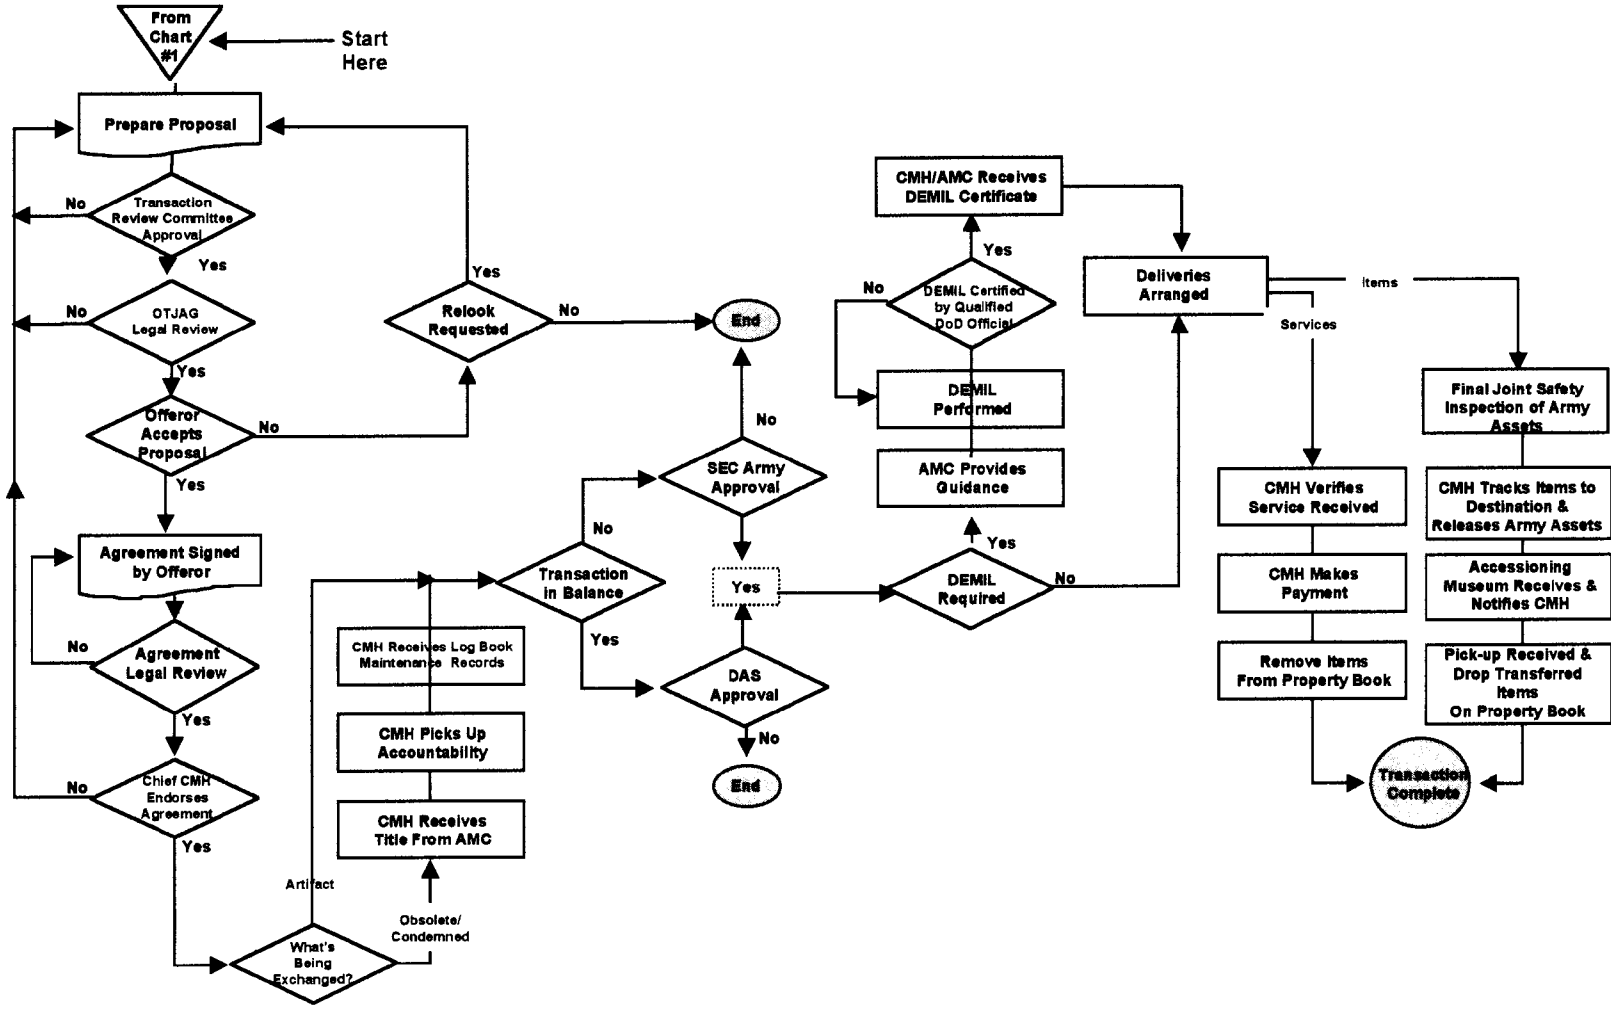 From
Chart
#1
Start
Here
Prepare Proposal
No
Transaction
Review Committee
Approval
Yes
No
OTJAG
Legal Review
Yes
Offeror
Accepts
Proposal
No
Yes
Agreement Signed
by Offeror
No
Agreement
Legal Review
Yes
No
Chief CMH
Endorses
Agreement
Yes
What's
Being
Exchanged?
Artifact
Obsolete/
Condemned
CMH Receives
Title From AMC
CMH Picks Up
Accountability
CMH Receives Log Book
Maintenance Records
Yes
Relook
Requested
No
End
No
SEC Army
Approval
No
Transaction
in Balance
Yes
Yes
DAS
Approval
No
End
DEMIL
Required
No
Yes
AMC Provides
Guidance
DEMIL
Performed
No
DEMIL Certified
by Qualified
DoD Official
Yes
CMH/AMC Receives
DEMIL Certificate
Deliveries
Arranged
Items
Services
CMH Verifies
Service Received
CMH Makes
Payment
Remove Items
From Property Book
Final Joint Safety
Inspection of Army
Assets
CMH Tracks Items to
Destination &
Releases Army Assets
Accessioning
Museum Receives &
Notifies CMH
Pick-up Received &
Drop Transferred
Items
On Property Book
Transaction
Complete